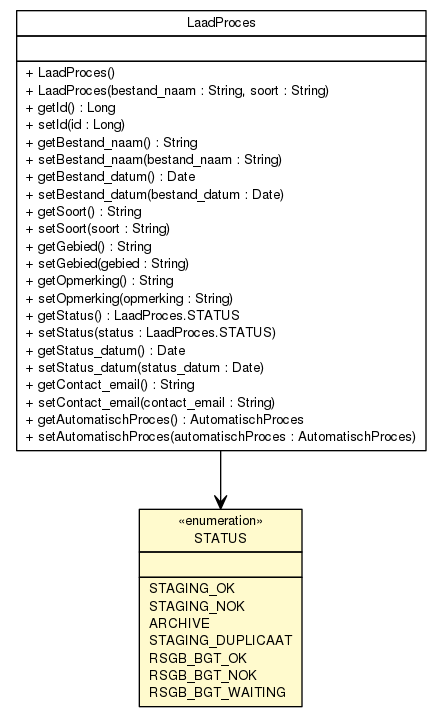 LaadProces
+ LaadProces()
+ LaadProces(bestand_naam : String, soort : String)
+ getId() : Long
+ setId(id : Long)
+ getBestand_naam() : String
+ setBestand_naam(bestand_naam : String)
+ getBestand_datum() : Date
+ setBestand_datum(bestand_datum : Date)
+ getSoort() : String
+ setSoort(soort : String)
+ getGebied() : String
+ setGebied(gebied : String)
+ getOpmerking() : String
+ setOpmerking(opmerking : String)
+ getStatus() : LaadProces.STATUS
+ setStatus(status : LaadProces.STATUS)
+ getStatus_datum() : Date
+ setStatus_datum(status_datum : Date)
+ getContact_email() : String
+ setContact_email(contact_email : String)
+ getAutomatischProces() : AutomatischProces
+ setAutomatischProces(automatischProces : AutomatischProces)
«enumeration»
STATUS
STAGING_OK
STAGING_NOK
ARCHIVE
STAGING_DUPLICAAT
RSGB_BGT_OK
RSGB_BGT_NOK
RSGB_BGT_WAITING